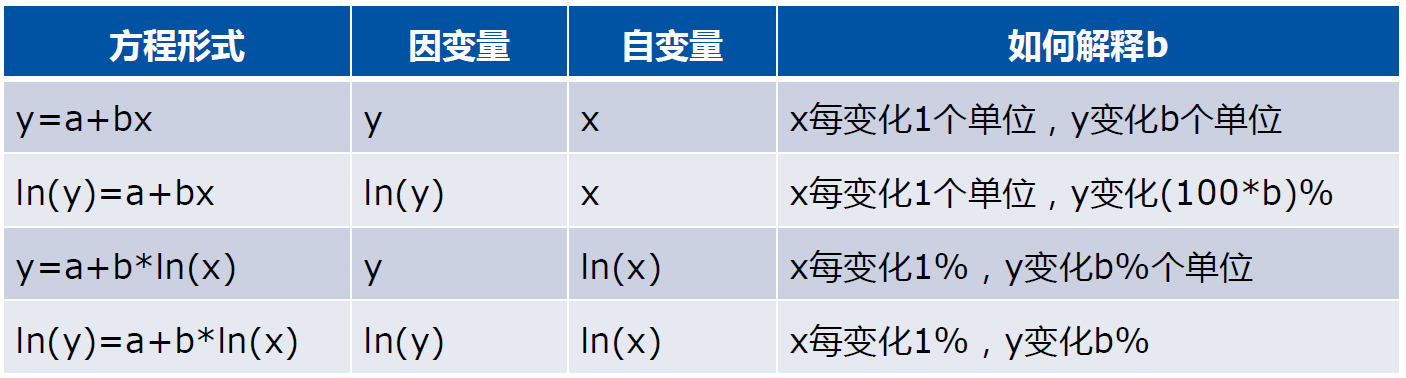 方程形式 因变量 自变量 如何解释b
y=a+bx y x x每变化1个单位，y变化b个单位
ln(y)=a+bx ln(y) x x每变化1个单位，y变化(100*b)%
y=a+b*ln(x) y ln(x) x每变化1%，y变化b%个单位
ln(y)=a+b*ln(x) ln(y) ln(x) x每变化1%，y变化b%